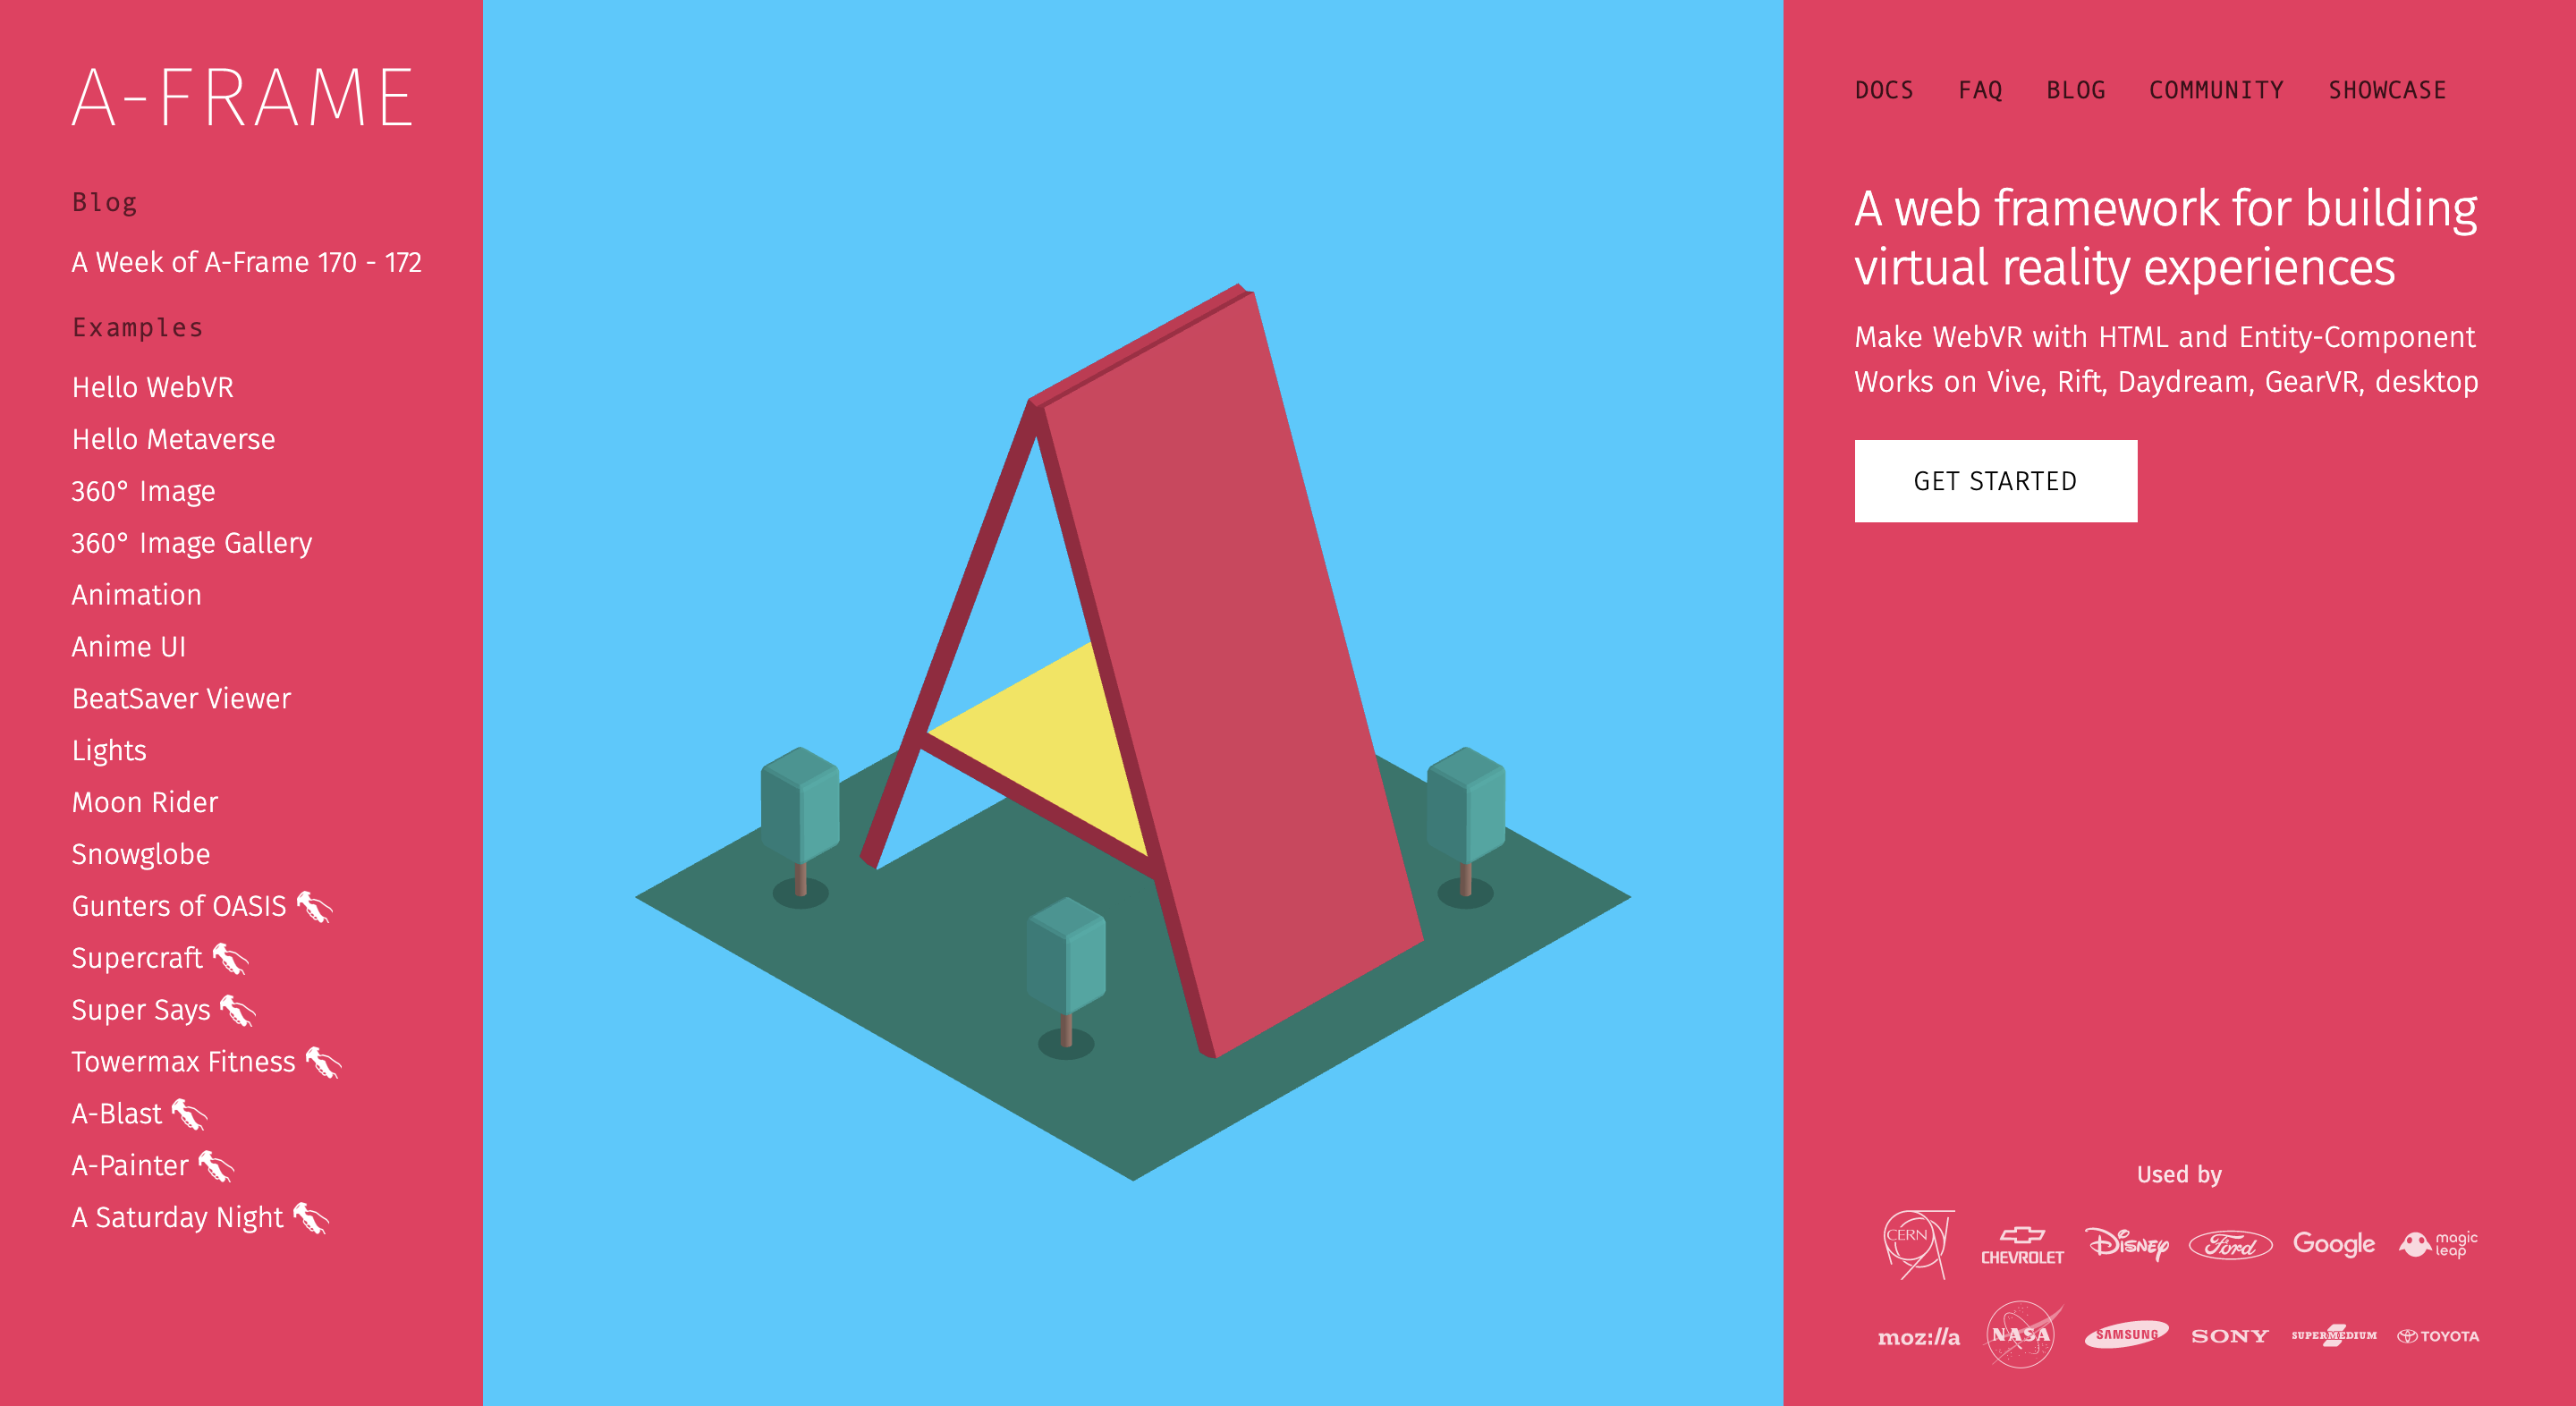 A-FRAME
Blog
A Week of A-Frame 170 - 172
Examples
Hello WebVR
Hello Metaverse
360° Image
360° Image Gallery
Animation
Anime UI
BeatSaver Viewer
Lights
Moon Rider
Snowglobe
Gunters of OASIS
Supercraft
Super Says
Towermax Fitness
A-Blast
A-Painter
A Saturday Night
DOCS FAQ BLOG COMMUNITY SHOWCASE
A web framework for building
virtual reality experiences
Make WebVR with HTML and Entity-Component
Works on Vive, Rift, Daydream, GearVR, desktop
GET STARTED
Used by
CERN CHEVROLET Disney Ford Google magic leap
moz://a NASA SAMSUNG SONY SUPERMEDIUM TOYOTA